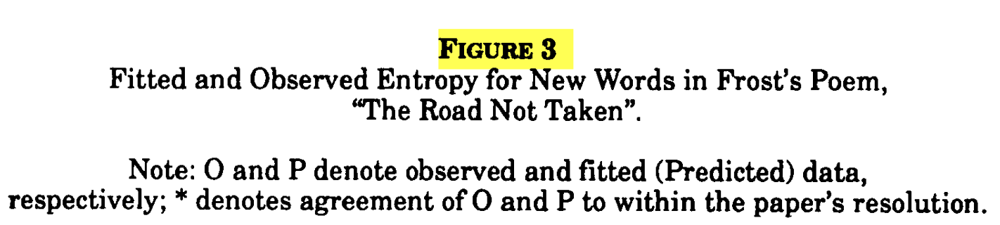 FIGURE 3
Fitted and Observed Entropy for New Words in Frost's Poem,
“The Road Not Taken”.
Note: O and P denote observed and fitted (Predicted) data,
respectively; * denotes agreement of O and P to within the paper's resolution.